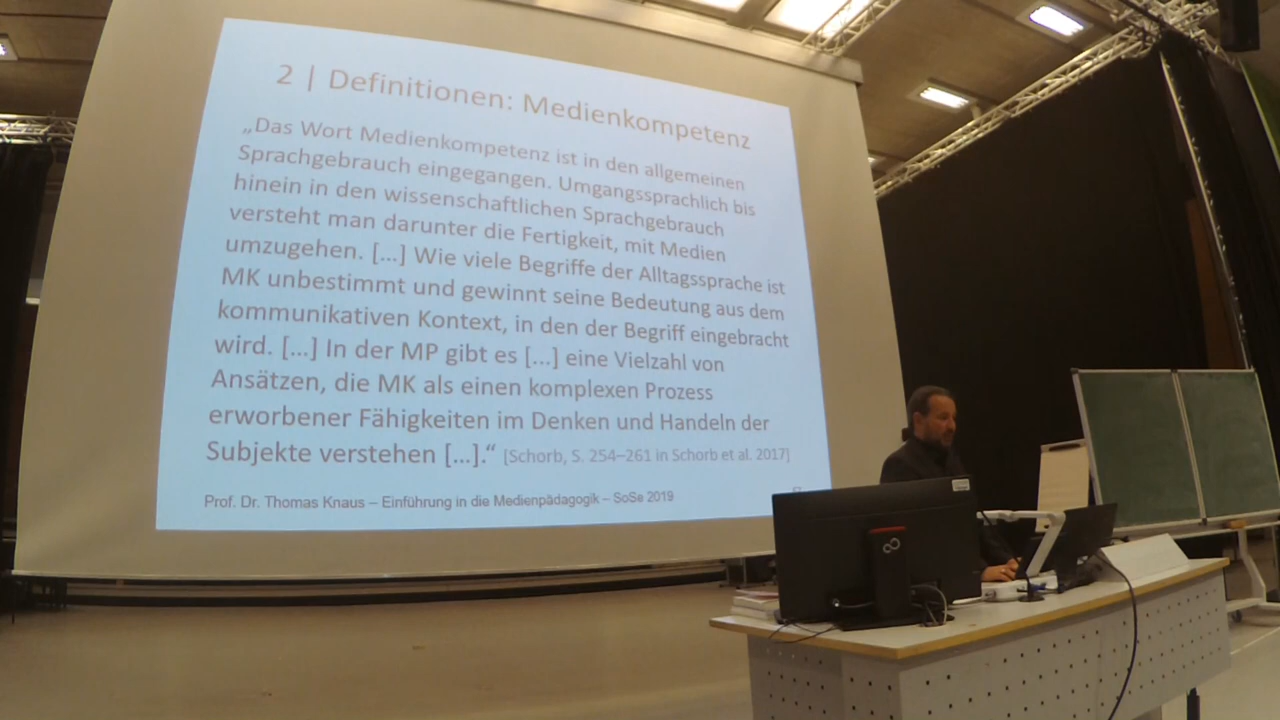 2 | Definitionen: Medienkompetenz
„Das Wort Medienkompetenz ist in den allgemeinen
Sprachgebrauch eingegangen. Umgangssprachlich bis
hinein in den wissenschaftlichen Sprachgebrauch
versteht man darunter die Fertigkeit, mit Medien
umzugehen. [...] Wie viele Begriffe der Alltagssprache ist
MK unbestimmt und gewinnt seine Bedeutung aus dem
kommunikativen Kontext, in den der Begriff eingebracht
wird. [...] In der MP gibt es [...] eine Vielzahl von
Ansätzen, die MK als einen komplexen Prozess
erworbener Fähigkeiten im Denken und Handeln der
Subjekte verstehen [...].“ [Schorb, S. 254–261 in Schorb et al. 2017]
Prof. Dr. Thomas Knaus – Einführung in die Medienpädagogik – SoSe 2019